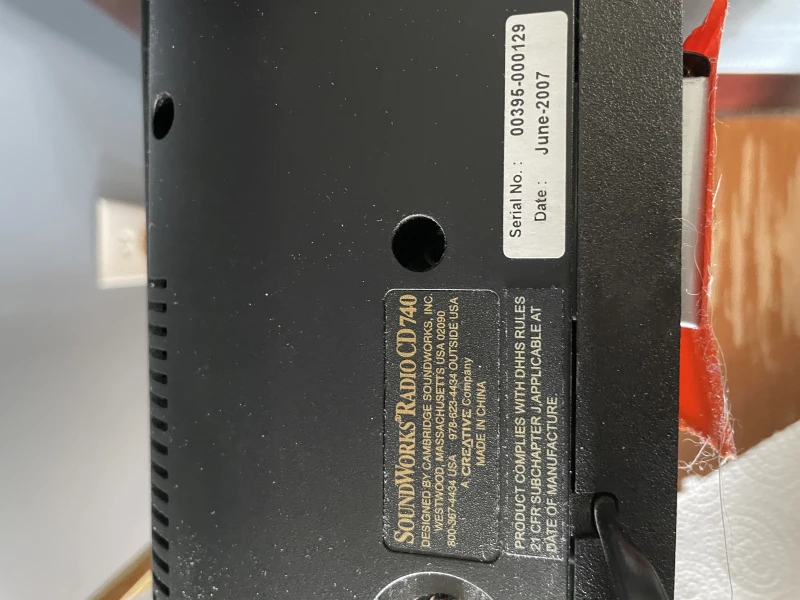 Serial No. : 00395-000129
Date : June-2007
SOUNDWORKS® RADIO CD 740
DESIGNED BY CAMBRIDGE SOUNDWORKS, INC.
WESTWOOD, MASSACHUSETTS USA 02090
800-367-4434 USA 978-623-4434 OUTSIDE USA
A CREATIVE Company
MADE IN CHINA
PRODUCT COMPLIES WITH DHHS RULES
21 CFR SUBCHAPTER J,APPLICABLE AT
DATE OF MANUFACTURE.